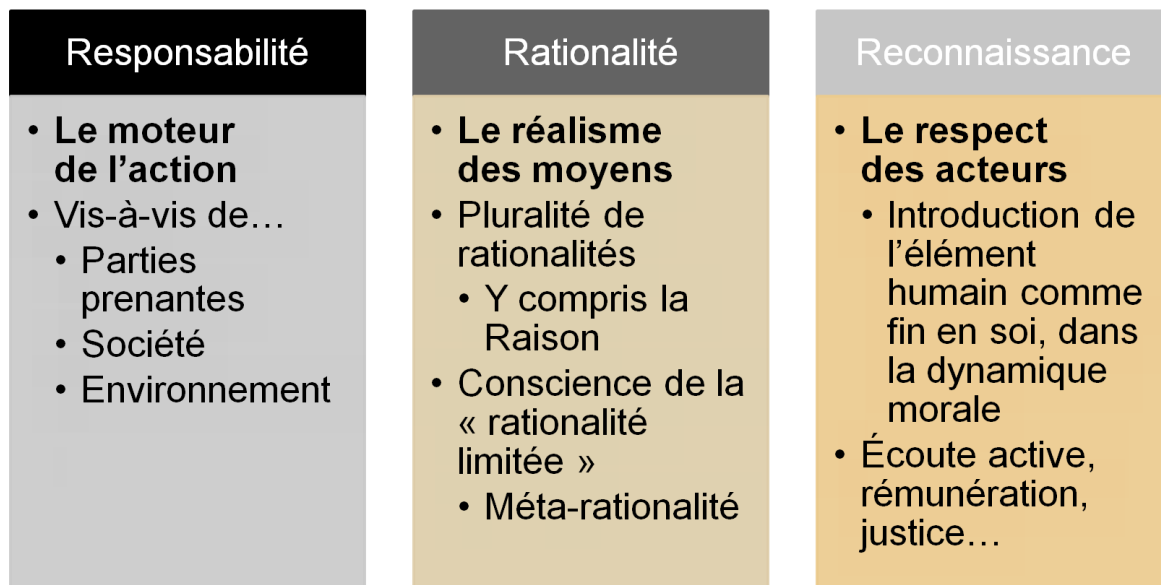 Responsabilité
• Le moteur
de l’action
• Vis-à-vis de…
• Parties
prenantes
• Société
• Environnement
Rationalité
• Le réalisme
des moyens
• Pluralité de
rationalités
• Y compris la
Raison
• Conscience de la
« rationalité
limitée »
• Méta-rationalité
Reconnaissance
• Le respect
des acteurs
• Introduction de
l’élément
humain comme
fin en soi, dans
la dynamique
morale
• Écoute active,
rémunération,
justice…